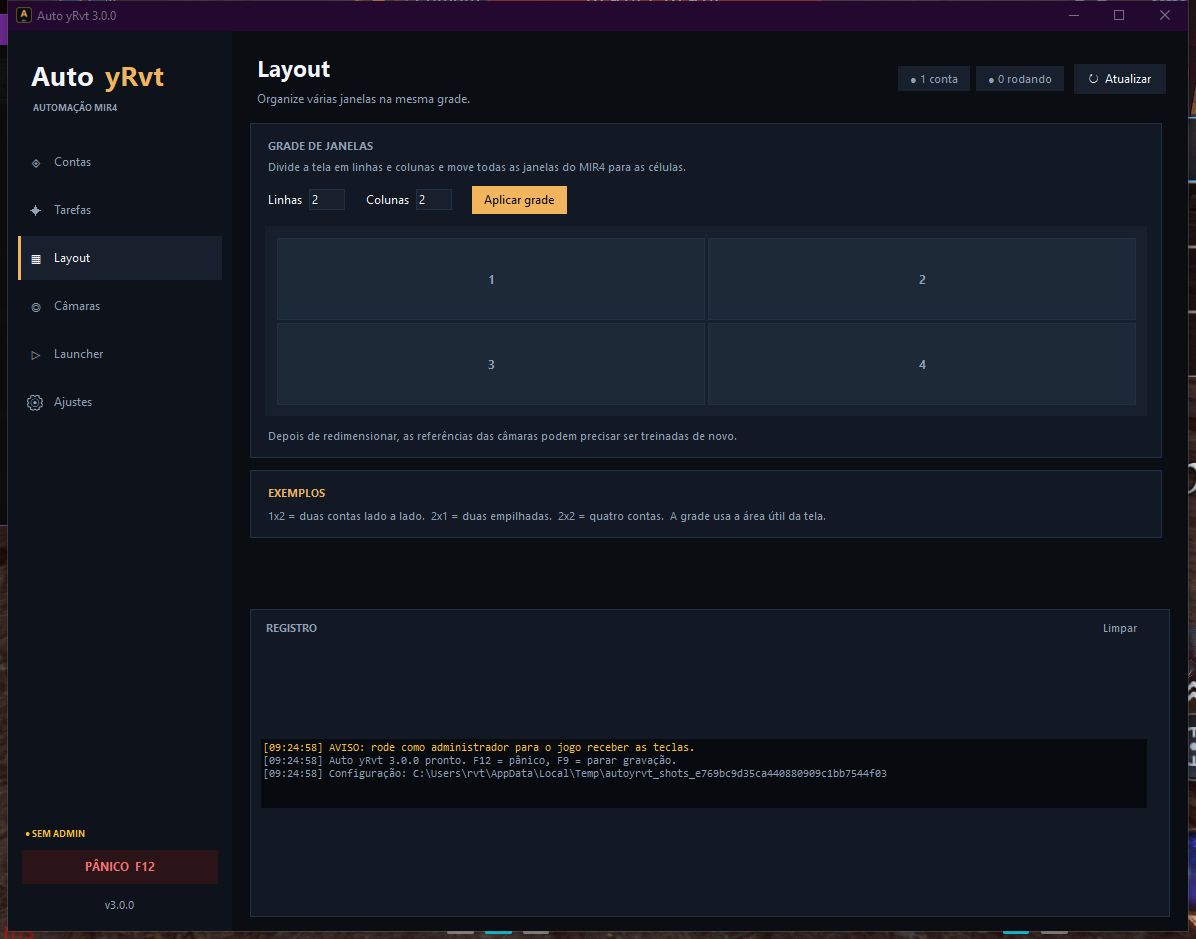 Auto yRvt 3.0.0
Auto yRvt
AUTOMAÇÃO MIR4
Contas
Tarefas
Layout
Câmaras
Launcher
Ajustes
● SEM ADMIN
PÂNICO F12
v3.0.0
Layout
Organize várias janelas na mesma grade.
● 1 conta
● 0 rodando
↻ Atualizar
GRADE DE JANELAS
Divide a tela em linhas e colunas e move todas as janelas do MIR4 para as células.
Linhas 2 Colunas 2 Aplicar grade
1 2
3 4
Depois de redimensionar, as referências das câmaras podem precisar ser treinadas de novo.
EXEMPLOS
1x2 = duas contas lado a lado. 2x1 = duas empilhadas. 2x2 = quatro contas. A grade usa a área útil da tela.
REGISTRO Limpar
[09:24:58] AVISO: rode como administrador para o jogo receber as teclas.
[09:24:58] Auto yRvt 3.0.0 pronto. F12 = pânico, F9 = parar gravação.
[09:24:58] Configuração: C:\Users\rvt\AppData\Local\Temp\autoyrvt_shots_e769bc9d35ca440880909c1bb7544f03